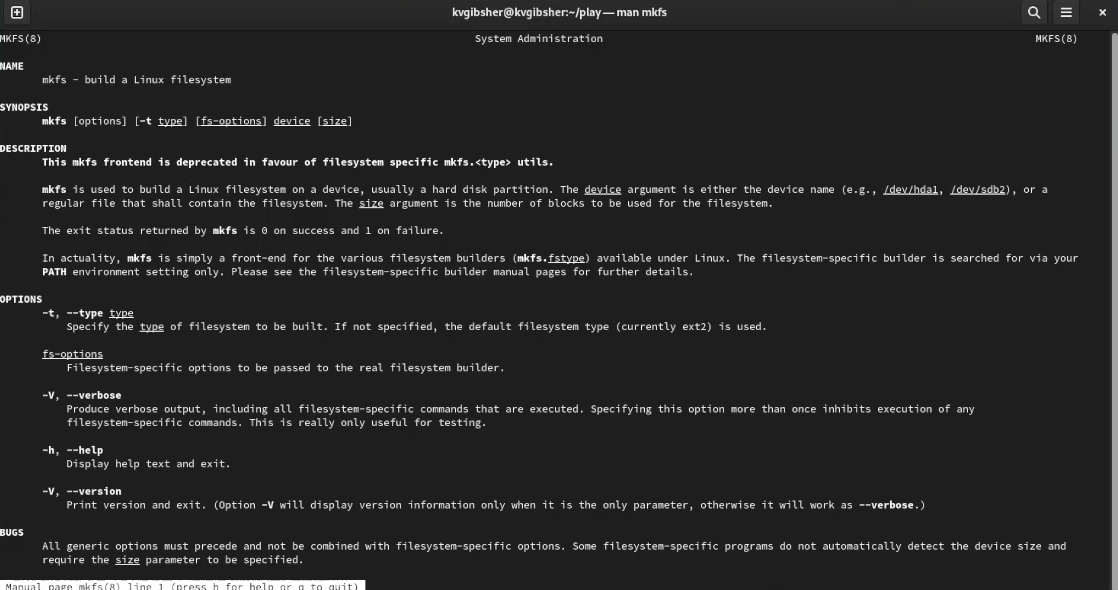 kvgibsher@kvgibsher:~/play — man mkfs
MKFS(8) System Administration MKFS(8)
NAME
mkfs - build a Linux filesystem
SYNOPSIS
mkfs [options] [-t type] [fs-options] device [size]
DESCRIPTION
This mkfs frontend is deprecated in favour of filesystem specific mkfs.<type> utils.
mkfs is used to build a Linux filesystem on a device, usually a hard disk partition. The device argument is either the device name (e.g., /dev/hda1, /dev/sdb2), or a
regular file that shall contain the filesystem. The size argument is the number of blocks to be used for the filesystem.
The exit status returned by mkfs is 0 on success and 1 on failure.
In actuality, mkfs is simply a front-end for the various filesystem builders (mkfs.fstype) available under Linux. The filesystem-specific builder is searched for via your
PATH environment setting only. Please see the filesystem-specific builder manual pages for further details.
OPTIONS
-t, --type type
Specify the type of filesystem to be built. If not specified, the default filesystem type (currently ext2) is used.
fs-options
Filesystem-specific options to be passed to the real filesystem builder.
-V, --verbose
Produce verbose output, including all filesystem-specific commands that are executed. Specifying this option more than once inhibits execution of any
filesystem-specific commands. This is really only useful for testing.
-h, --help
Display help text and exit.
-V, --version
Print version and exit. (Option -V will display version information only when it is the only parameter, otherwise it will work as --verbose.)
BUGS
All generic options must precede and not be combined with filesystem-specific options. Some filesystem-specific programs do not automatically detect the device size and
require the size parameter to be specified.
Manual page mkfs(8) line 1 (press h for help or q to quit)